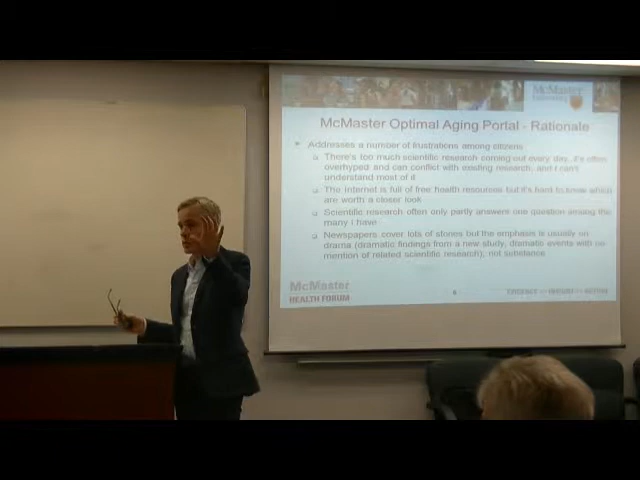 McMaster
University
McMaster Optimal Aging Portal - Rationale
Addresses a number of frustrations among citizens
There's too much scientific research coming out every day, it's often
overhyped and can conflict with existing research, and I can't
understand most of it
The Internet is full of free health resources but it's hard to know which
are worth a closer look
Scientific research often only partly answers one question among the
many I have
Newspapers cover lots of stories but the emphasis is usually on
drama (dramatic findings from a new study, dramatic events with no
mention of related scientific research), not substance
McMaster
HEALTH FORUM